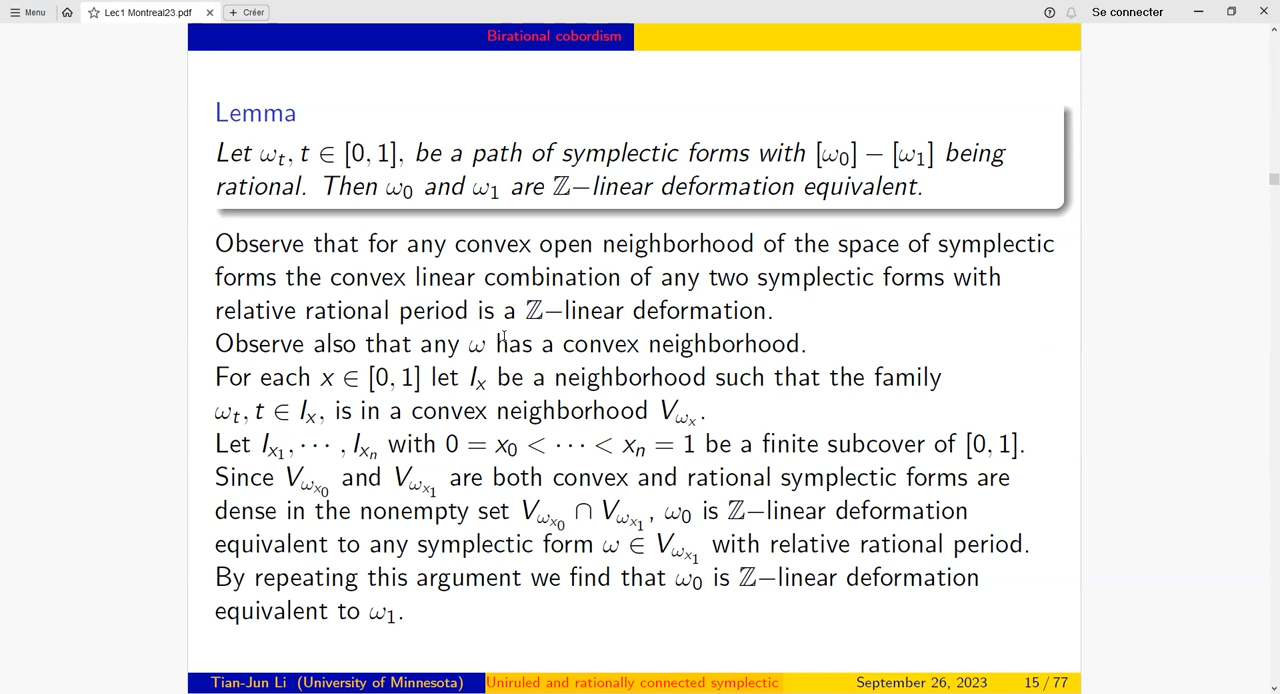 Menu
Lec1 Montreal23.pdf
+ Créer
Se connecter
Birational cobordism
Lemma
Let ω_t, t ∈ [0, 1], be a path of symplectic forms with [ω_0] − [ω_1] being
rational. Then ω_0 and ω_1 are ℤ−linear deformation equivalent.
Observe that for any convex open neighborhood of the space of symplectic
forms the convex linear combination of any two symplectic forms with
relative rational period is a ℤ−linear deformation.
Observe also that any ω has a convex neighborhood.
For each x ∈ [0, 1] let I_x be a neighborhood such that the family
ω_t, t ∈ I_x, is in a convex neighborhood V_{ω_x}.
Let I_{x_1}, ⋯ , I_{x_n} with 0 = x_0 < ⋯ < x_n = 1 be a finite subcover of [0, 1].
Since V_{ω_{x_0}} and V_{ω_{x_1}} are both convex and rational symplectic forms are
dense in the nonempty set V_{ω_{x_0}} ∩ V_{ω_{x_1}}, ω_0 is ℤ−linear deformation
equivalent to any symplectic form ω ∈ V_{ω_{x_1}} with relative rational period.
By repeating this argument we find that ω_0 is ℤ−linear deformation
equivalent to ω_1.
Tian-Jun Li (University of Minnesota)
Uniruled and rationally connected symplectic
September 26, 2023
15 / 77